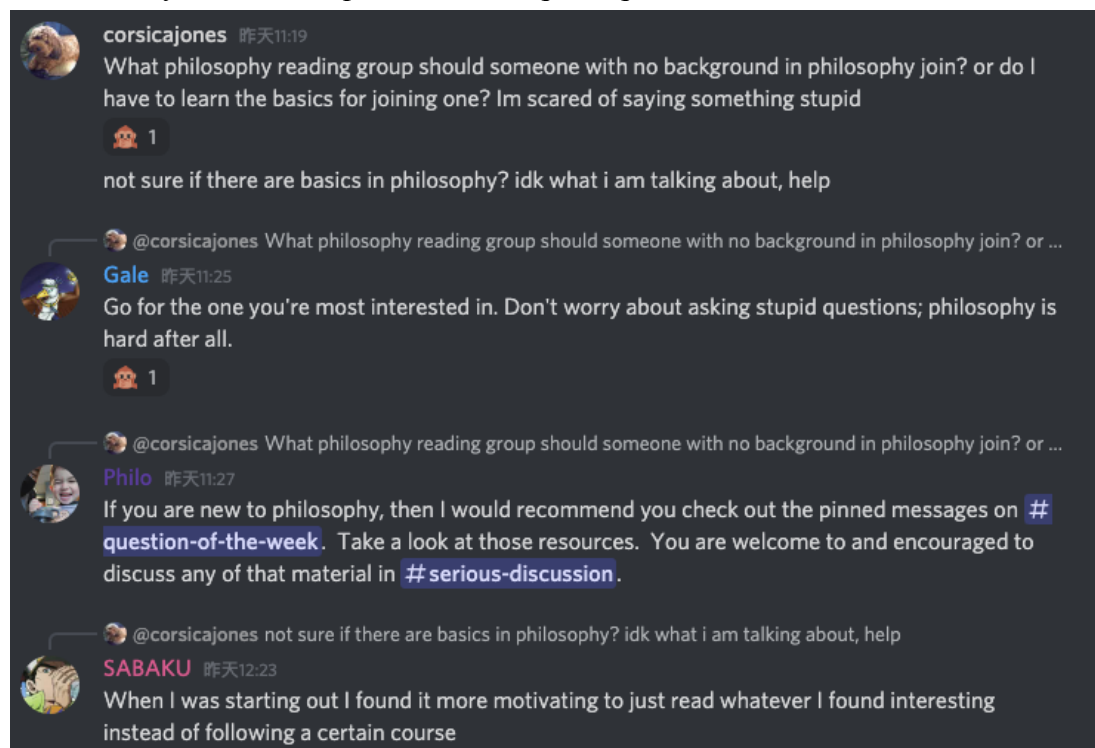 corsicajones 昨天11:19
What philosophy reading group should someone with no background in philosophy join? or do I
have to learn the basics for joining one? Im scared of saying something stupid
1
not sure if there are basics in philosophy? idk what i am talking about, help
@corsicajones What philosophy reading group should someone with no background in philosophy join? or ...
Gale 昨天11:25
Go for the one you're most interested in. Don't worry about asking stupid questions; philosophy is
hard after all.
1
@corsicajones What philosophy reading group should someone with no background in philosophy join? or ...
Philo 昨天11:27
If you are new to philosophy, then I would recommend you check out the pinned messages on #
question-of-the-week. Take a look at those resources. You are welcome to and encouraged to
discuss any of that material in #serious-discussion.
@corsicajones not sure if there are basics in philosophy? idk what i am talking about, help
SABAKU 昨天12:23
When I was starting out I found it more motivating to just read whatever I found interesting
instead of following a certain course